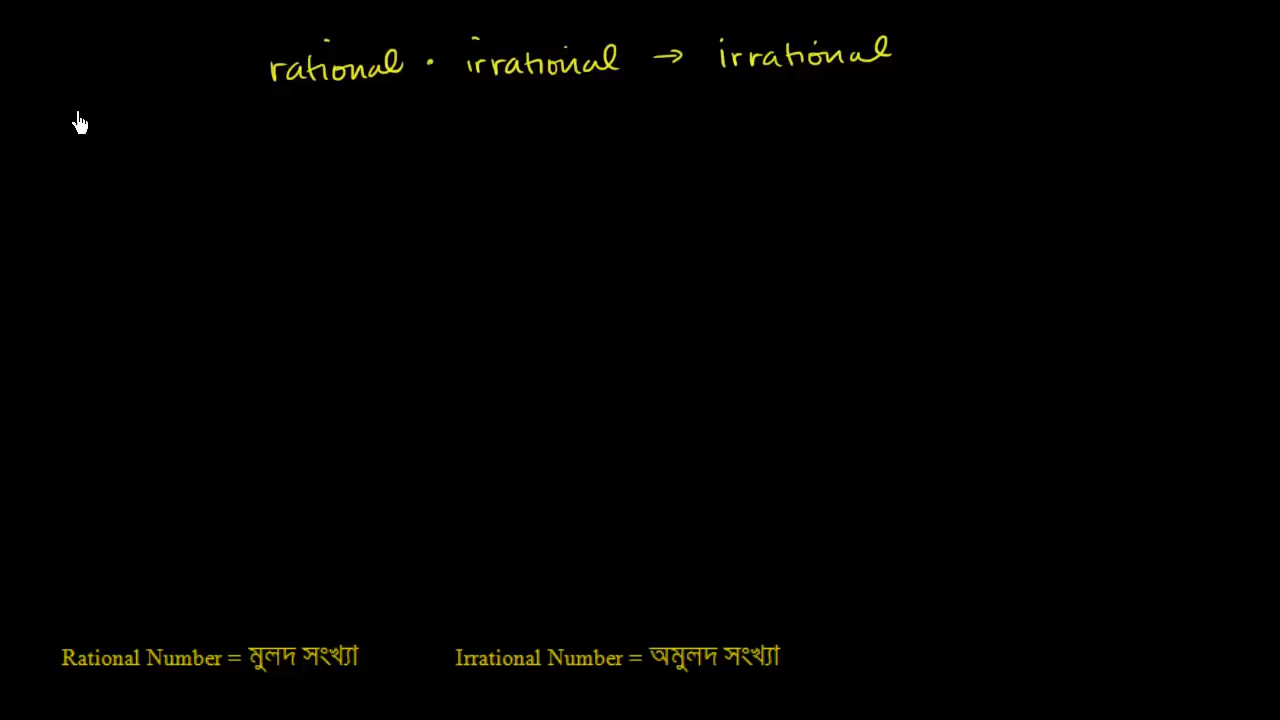 rational · irrational → irrational
Rational Number = মুলদ সংখ্যা Irrational Number = অমুলদ সংখ্যা